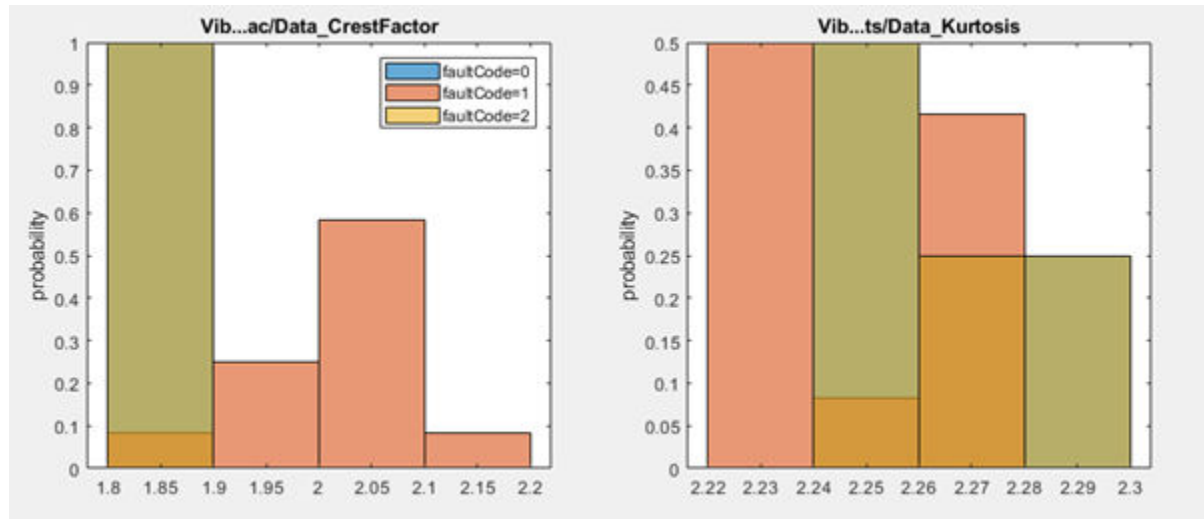 Vib...ac/Data_CrestFactor
1
0.9
0.8
0.7
0.6
0.5
0.4
0.3
0.2
0.1
0
probability
faultCode=0
faultCode=1
faultCode=2
1.8 1.85 1.9 1.95 2 2.05 2.1 2.15 2.2
Vib...ts/Data_Kurtosis
0.5
0.45
0.4
0.35
0.3
0.25
0.2
0.15
0.1
0.05
0
probability
2.22 2.23 2.24 2.25 2.26 2.27 2.28 2.29 2.3